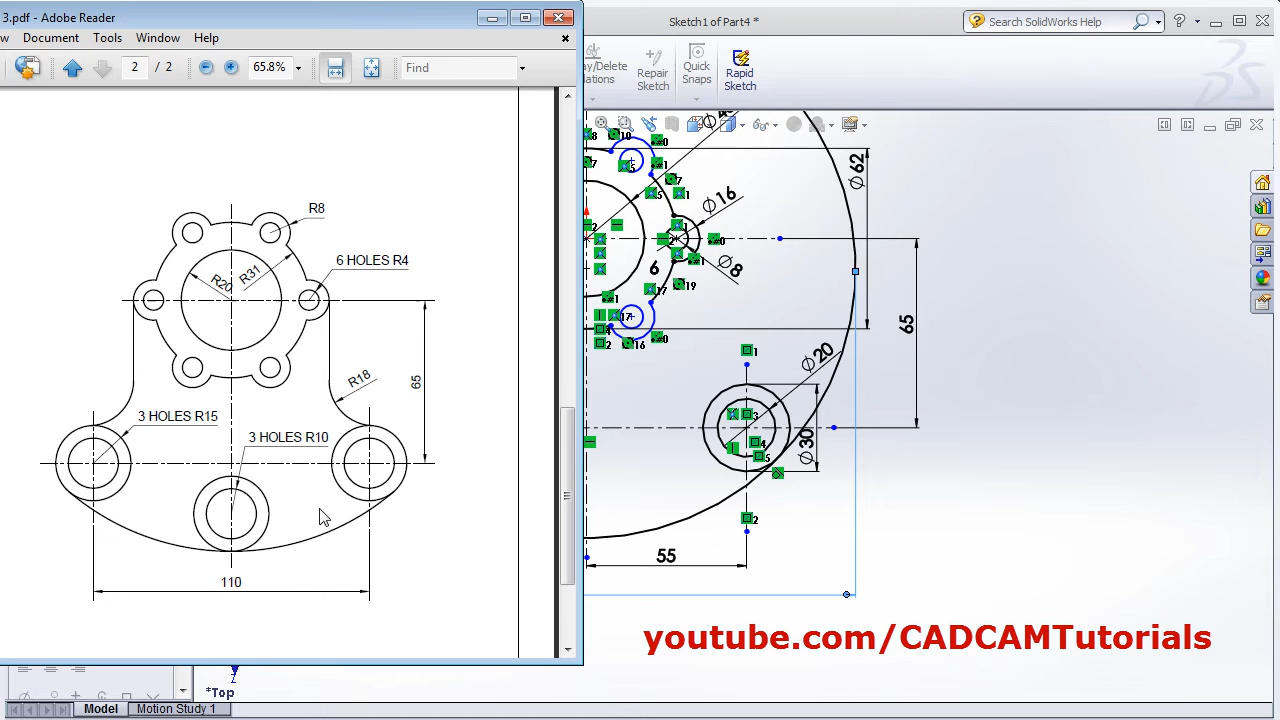 3.pdf - Adobe Reader
Document Tools Window Help
2 / 2 65.8% Find
R8
6 HOLES R4
R20
R31
R18
65
3 HOLES R15
3 HOLES R10
110
Sketch1 of Part4 *
Search SolidWorks Help
Repair Sketch
Quick Snaps
Rapid Sketch
Ø16
Ø8
6
Ø62
65
Ø20
Ø30
55
youtube.com/CADCAMTutorials
*Top
Model Motion Study 1